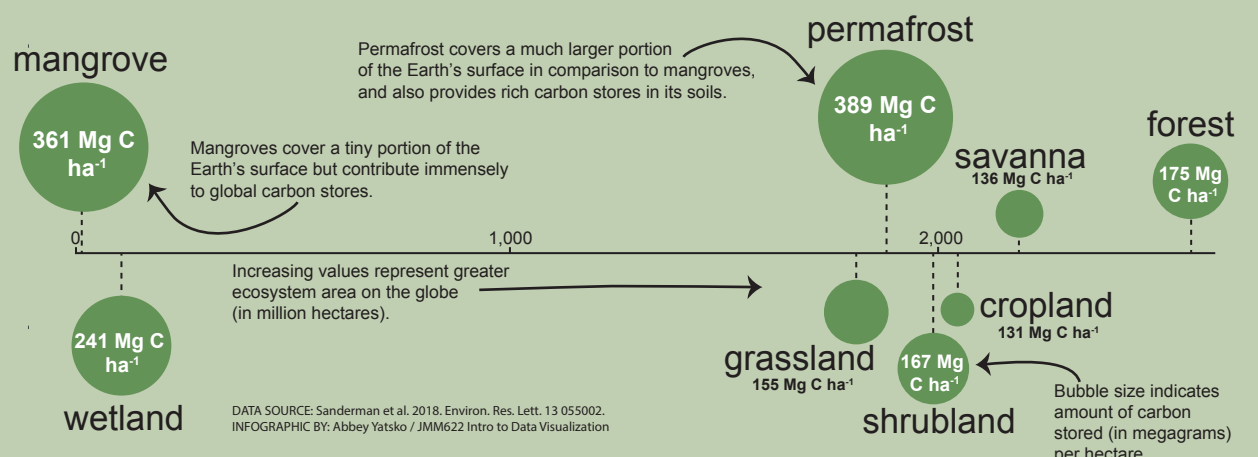 mangrove
361 Mg C
ha-1
Mangroves cover a tiny portion of the
Earth's surface but contribute immensely
to global carbon stores.
Permafrost covers a much larger portion
of the Earth's surface in comparison to mangroves,
and also provides rich carbon stores in its soils.
permafrost
389 Mg C
ha-1
savanna
136 Mg C ha-1
forest
175 Mg
C ha-1
0
1,000
2,000
Increasing values represent greater
ecosystem area on the globe
(in million hectares).
241 Mg C
ha-1
wetland
grassland
155 Mg C ha-1
167 Mg
C ha-1
shrubland
cropland
131 Mg C ha-1
Bubble size indicates
amount of carbon
stored (in megagrams)
per hectare
DATA SOURCE: Sanderman et al. 2018. Environ. Res. Lett. 13 055002.
INFOGRAPHIC BY: Abbey Yatsko / JMM622 Intro to Data Visualization